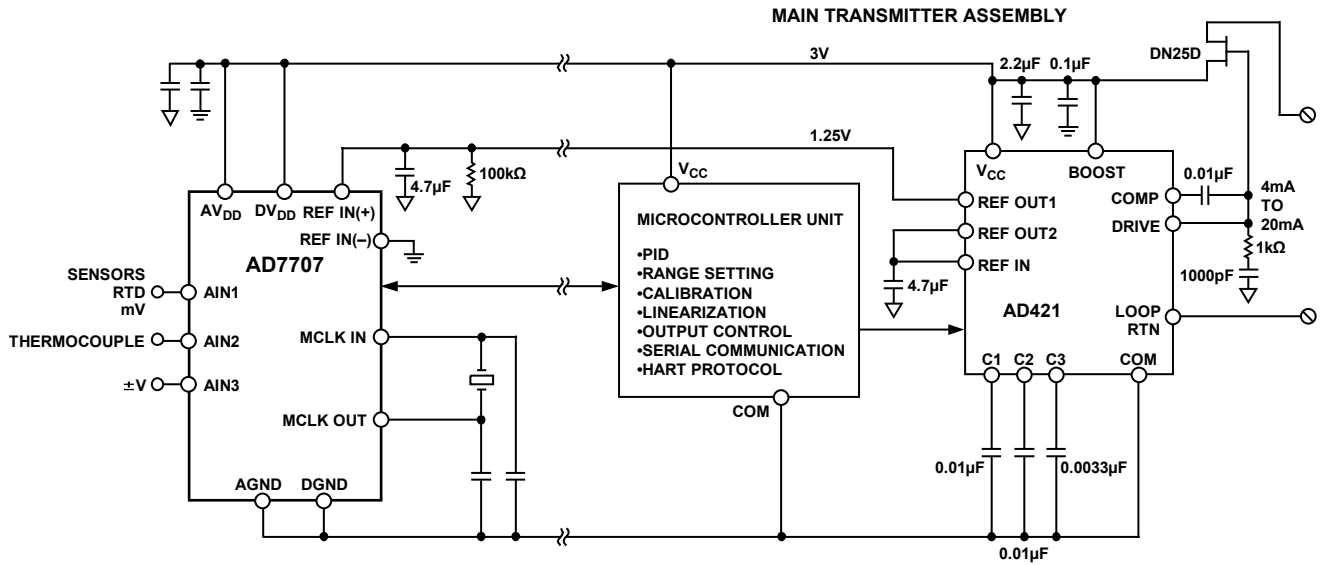 MAIN TRANSMITTER ASSEMBLY
DN25D
3V
2.2µF 0.1µF
1.25V
4.7µF
100kΩ
VCC
VCC
BOOST
0.01µF
4mA
TO
20mA
COMP
DRIVE
1kΩ
1000pF
AVDD DVDD REF IN(+)
REF IN(–)
AD7707
MICROCONTROLLER UNIT
•PID
•RANGE SETTING
•CALIBRATION
•LINEARIZATION
•OUTPUT CONTROL
•SERIAL COMMUNICATION
•HART PROTOCOL
REF OUT1
REF OUT2
REF IN
4.7µF
AD421
LOOP
RTN
SENSORS
RTD
mV
AIN1
THERMOCOUPLE
AIN2
±V
AIN3
MCLK IN
MCLK OUT
COM
C1 C2 C3 COM
AGND DGND
0.01µF
0.0033µF
0.01µF